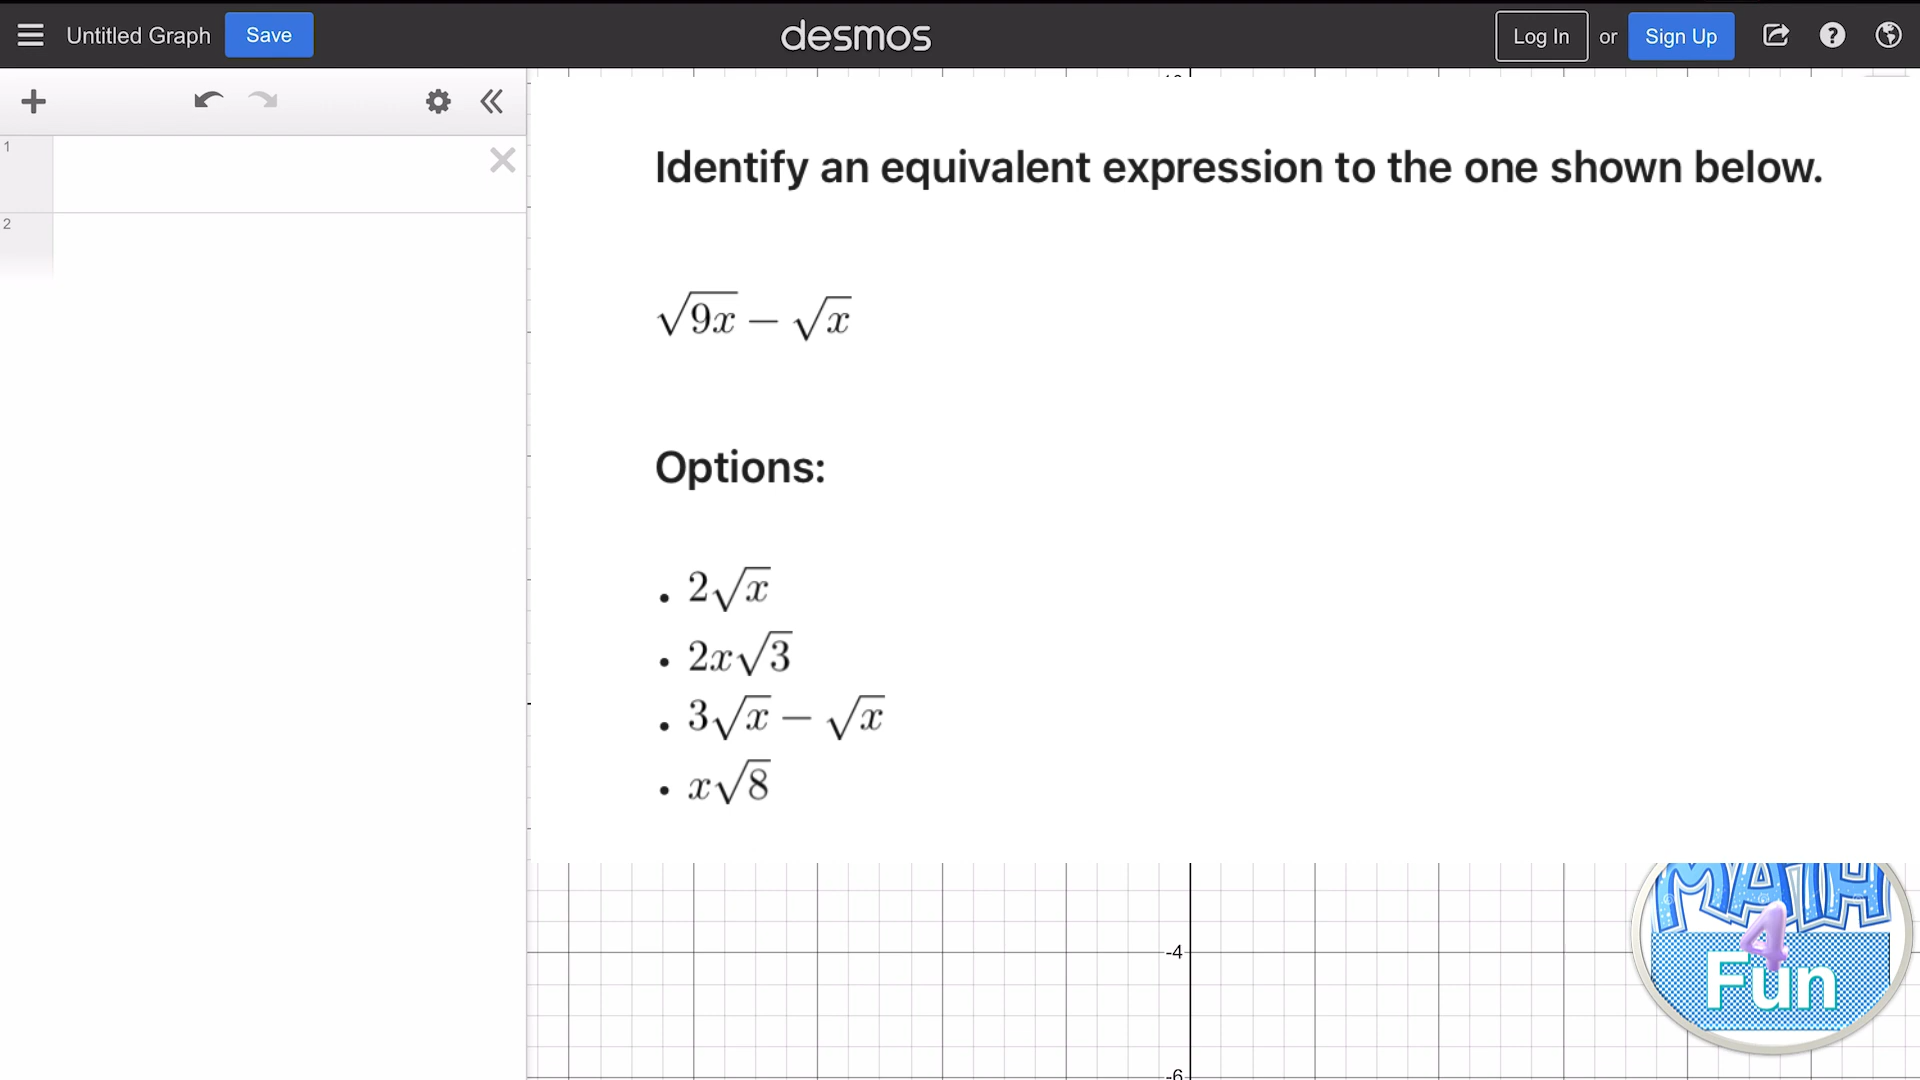 Untitled Graph
Save
desmos
Log In
or
Sign Up
?
1
2
Identify an equivalent expression to the one shown below.
√9x − √x
Options:
• 2√x
• 2x√3
• 3√x − √x
• x√8
MATH
4
Fun
-4
-6